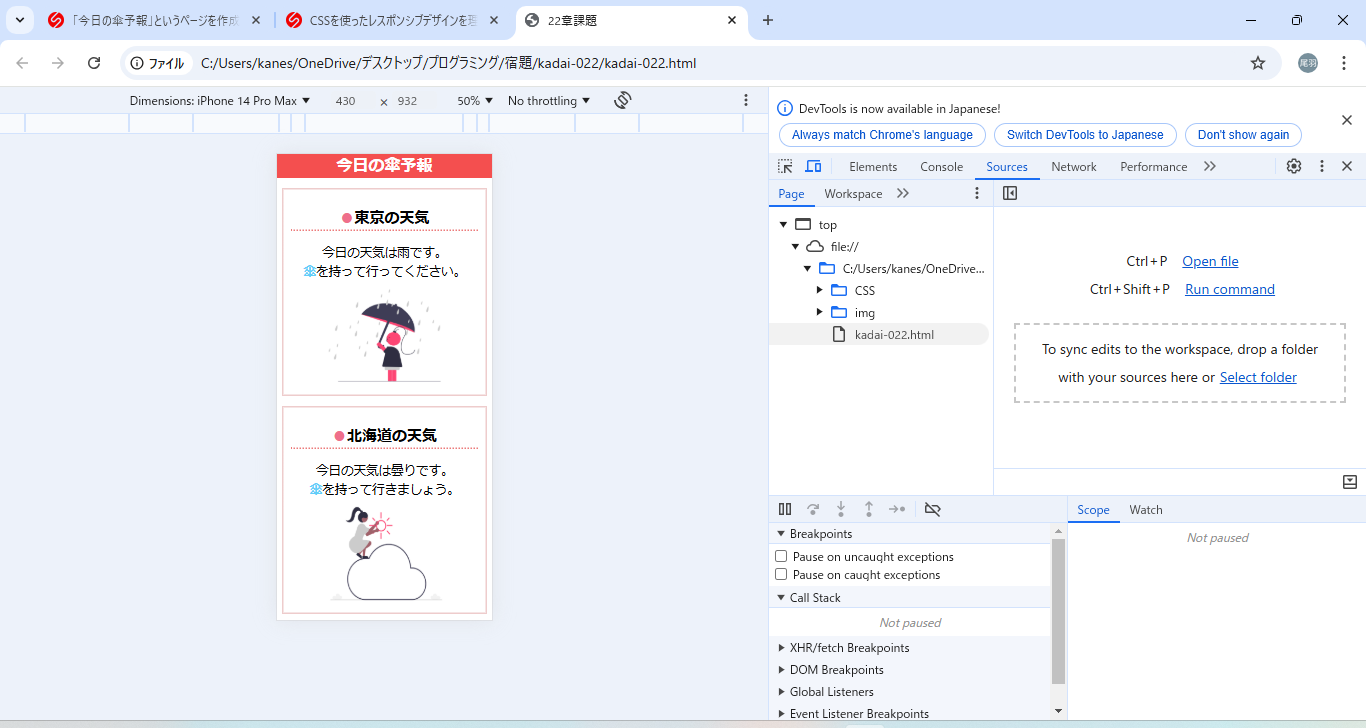 「今日の傘予報」というページを作成
CSSを使ったレスポンシブデザインを理
22章課題
ファイル
C:/Users/kanes/OneDrive/デスクトップ/プログラミング/宿題/kadai-022/kadai-022.html
尾羽
Dimensions: iPhone 14 Pro Max
430
×
932
50%
No throttling
今日の傘予報
●東京の天気
今日の天気は雨です。
傘を持って行ってください。
●北海道の天気
今日の天気は曇りです。
傘を持って行きましょう。
DevTools is now available in Japanese!
Always match Chrome's language
Switch DevTools to Japanese
Don't show again
Elements
Console
Sources
Network
Performance
Page
Workspace
top
file://
C:/Users/kanes/OneDrive...
CSS
img
kadai-022.html
Ctrl+P Open file
Ctrl+Shift+P Run command
To sync edits to the workspace, drop a folder
with your sources here or Select folder
Breakpoints
Pause on uncaught exceptions
Pause on caught exceptions
Call Stack
Not paused
XHR/fetch Breakpoints
DOM Breakpoints
Global Listeners
Event Listener Breakpoints
Scope
Watch
Not paused